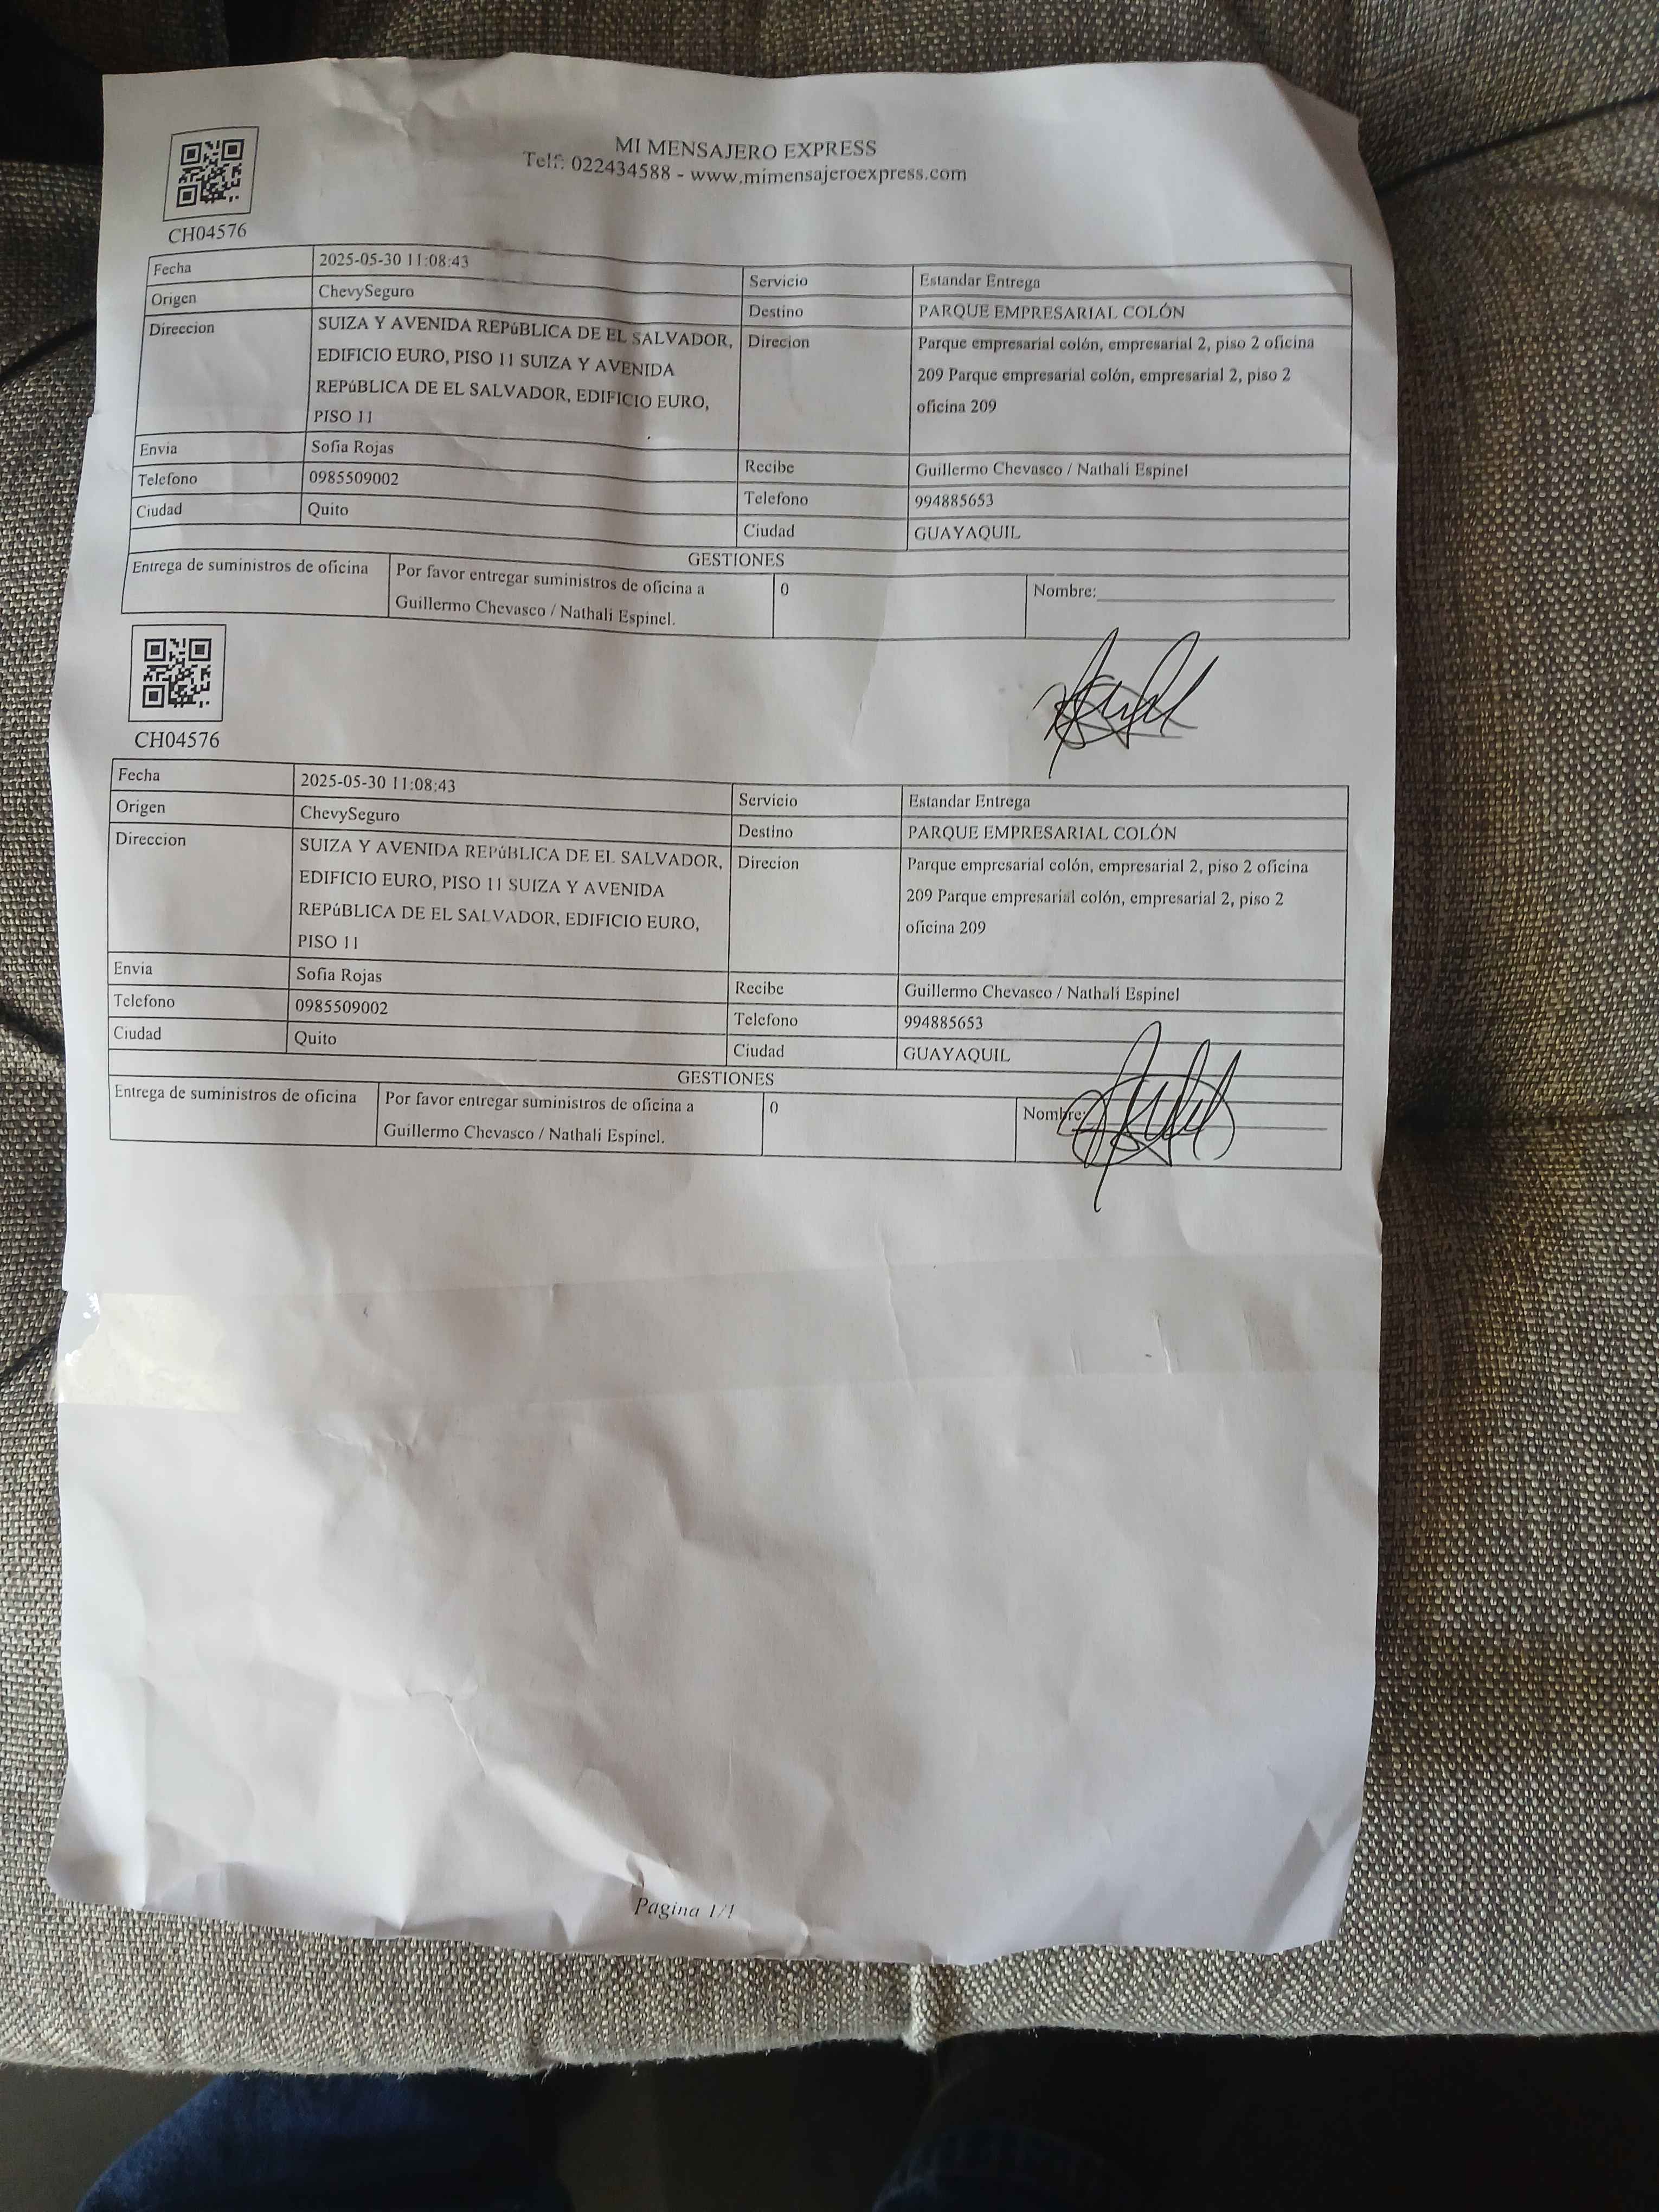 MI MENSAJERO EXPRESS
Telf: 022434588 - www.mimensajeroexpress.com
CH04576
Fecha 2025-05-30 11:08:43 Servicio Estandar Entrega
Origen ChevySeguro Destino PARQUE EMPRESARIAL COLÓN
Direccion SUIZA Y AVENIDA REPúBLICA DE EL SALVADOR, Direcion Parque empresarial colón, empresarial 2, piso 2 oficina
EDIFICIO EURO, PISO 11 SUIZA Y AVENIDA 209 Parque empresarial colón, empresarial 2, piso 2
REPúBLICA DE EL SALVADOR, EDIFICIO EURO, oficina 209
PISO 11
Envia Sofia Rojas Recibe Guillermo Chevasco / Nathali Espinel
Telefono 0985509002 Telefono 994885653
Ciudad Quito Ciudad GUAYAQUIL
GESTIONES
Entrega de suministros de oficina Por favor entregar suministros de oficina a 0 Nombre:
Guillermo Chevasco / Nathali Espinel.
CH04576
Fecha 2025-05-30 11:08:43 Servicio Estandar Entrega
Origen ChevySeguro Destino PARQUE EMPRESARIAL COLÓN
Direccion SUIZA Y AVENIDA REPúBLICA DE EL SALVADOR, Direcion Parque empresarial colón, empresarial 2, piso 2 oficina
EDIFICIO EURO, PISO 11 SUIZA Y AVENIDA 209 Parque empresarial colón, empresarial 2, piso 2
REPúBLICA DE EL SALVADOR, EDIFICIO EURO, oficina 209
PISO 11
Envia Sofia Rojas Recibe Guillermo Chevasco / Nathali Espinel
Telefono 0985509002 Telefono 994885653
Ciudad Quito Ciudad GUAYAQUIL
GESTIONES
Entrega de suministros de oficina Por favor entregar suministros de oficina a 0 Nombre:
Guillermo Chevasco / Nathali Espinel.
Pagina 1/1